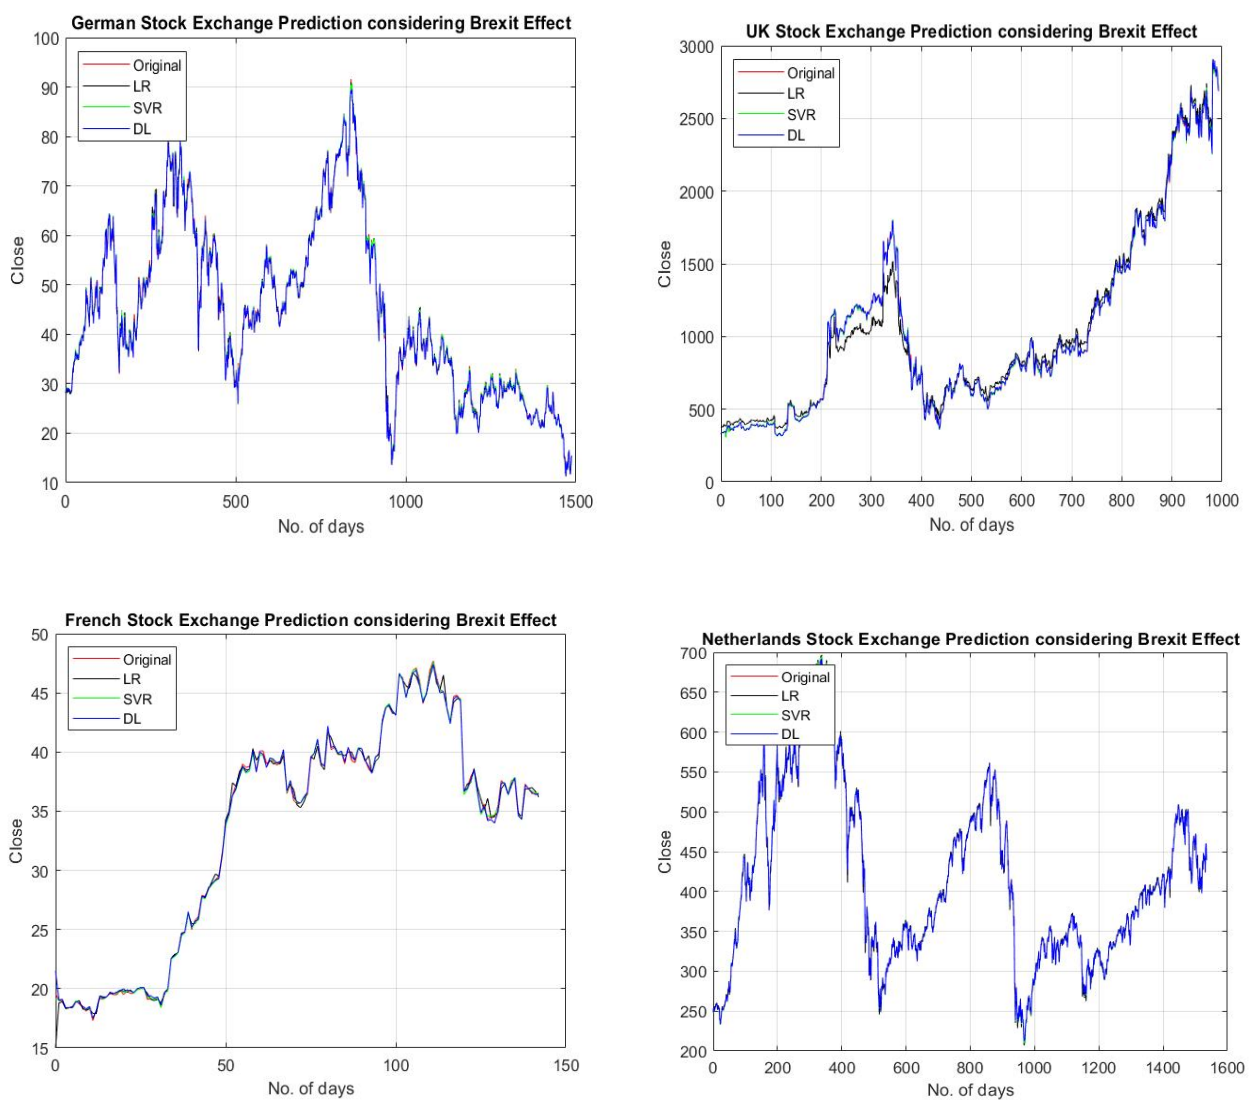 German Stock Exchange Prediction considering Brexit Effect
100
90
80
70
60
50
40
30
20
10
Close
Original
LR
SVR
DL
0 500 1000 1500
No. of days
UK Stock Exchange Prediction considering Brexit Effect
3000
2500
2000
1500
1000
500
0
Close
Original
LR
SVR
DL
0 100 200 300 400 500 600 700 800 900 1000
No. of days
French Stock Exchange Prediction considering Brexit Effect
50
45
40
35
30
25
20
15
Close
Original
LR
SVR
DL
0 50 100 150
No. of days
Netherlands Stock Exchange Prediction considering Brexit Effect
700
650
600
550
500
450
400
350
300
250
200
Close
Original
LR
SVR
DL
0 200 400 600 800 1000 1200 1400 1600
No. of days